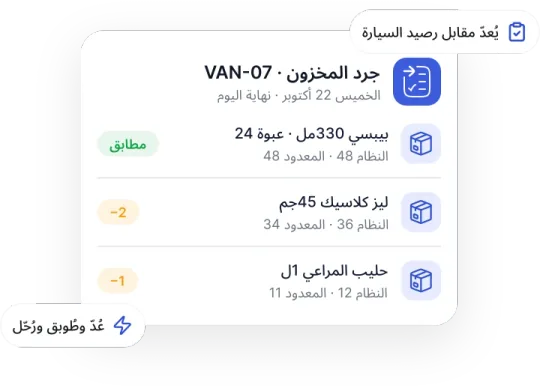 يُعدّ مقابل رصيد السيارة
جرد المخزون · VAN-07
الخميس 22 أكتوبر · نهاية اليوم
بيبسي 330مل · عبوة 24
النظام 48 · المعدود 48
مطابق
ليز كلاسيك 45جم
النظام 36 · المعدود 34
−2
حليب المراعي 1ل
النظام 12 · المعدود 11
−1
عُدّ وطُوبق ورُحّل